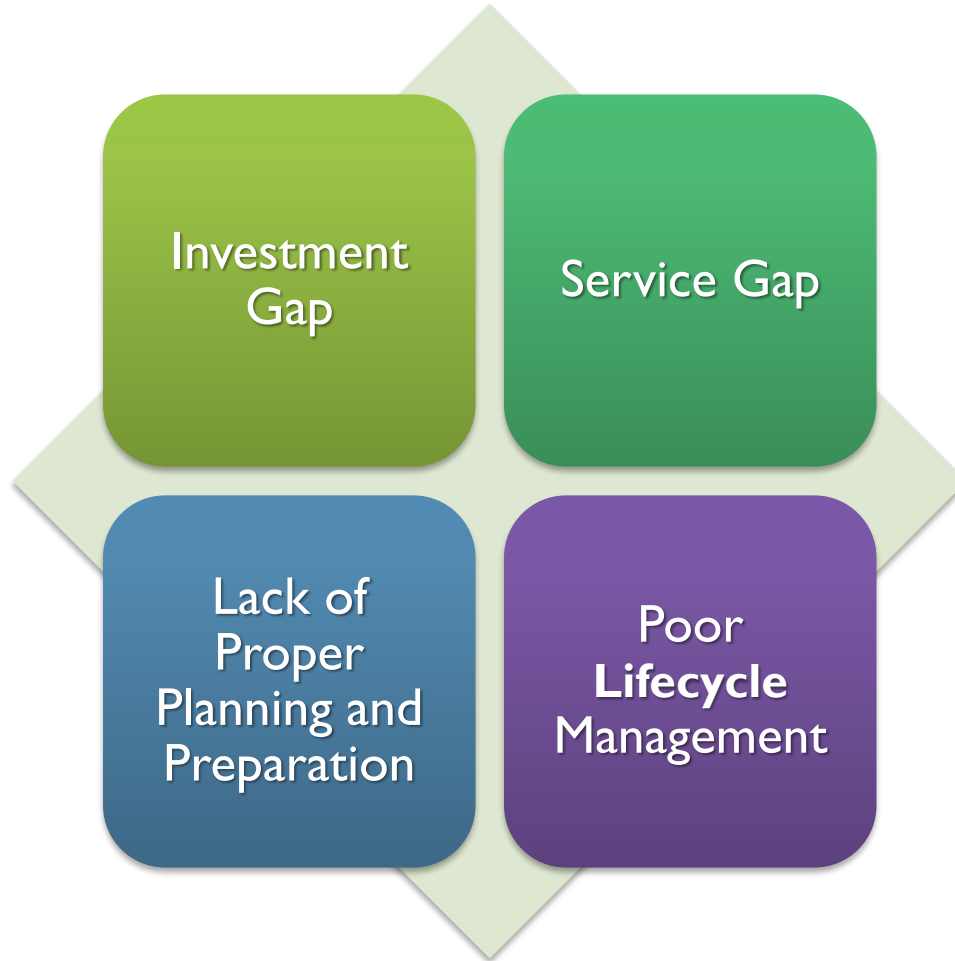 Investment
Gap
Service Gap
Lack of
Proper
Planning and
Preparation
Poor
Lifecycle
Management